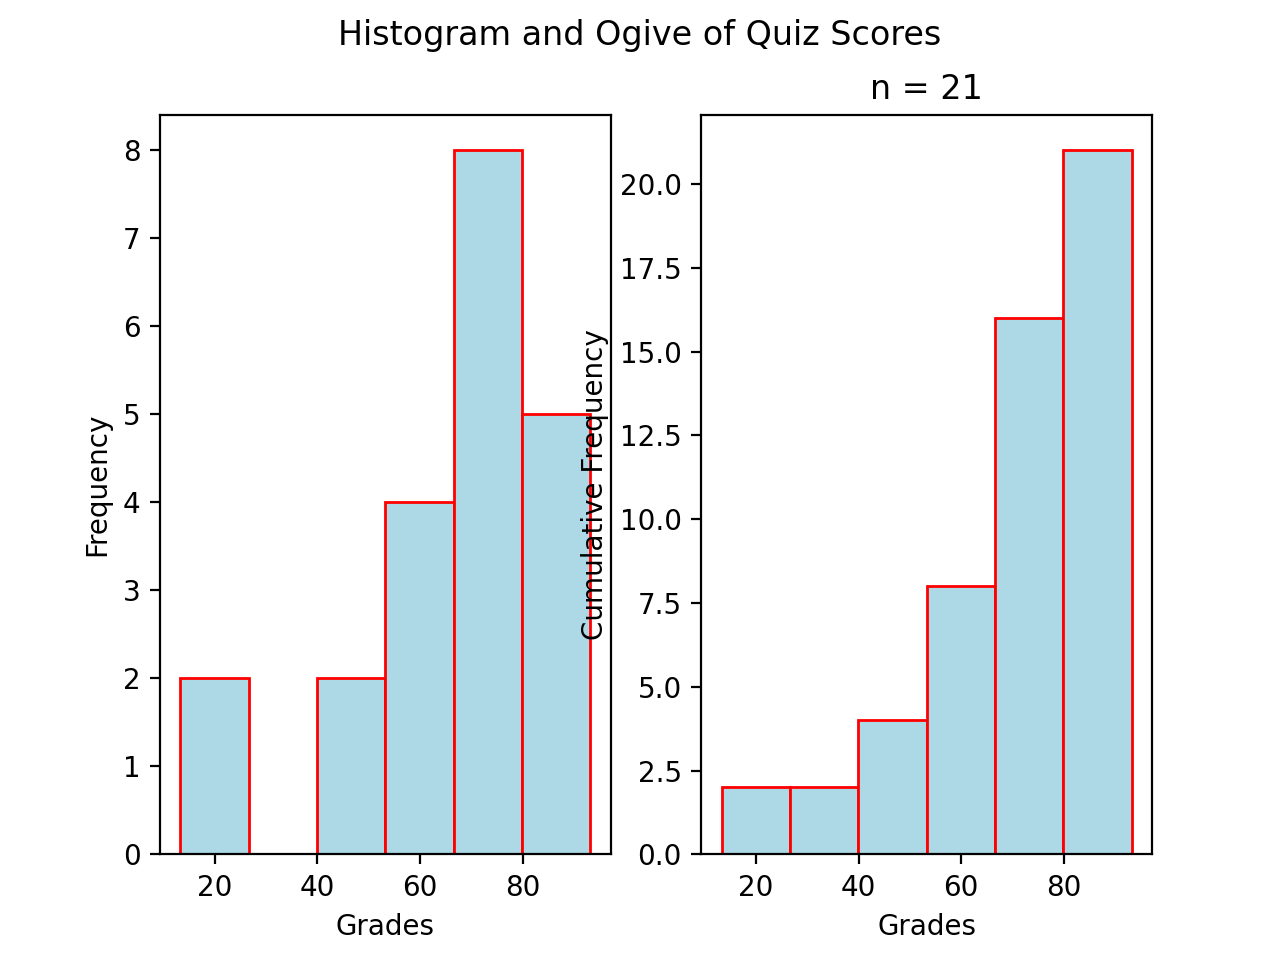 Histogram and Ogive of Quiz Scores
8
7
6
5
4
3
2
1
0
Frequency
20 40 60 80
Grades
n = 21
20.0
17.5
15.0
12.5
10.0
7.5
5.0
2.5
0.0
Cumulative Frequency
20 40 60 80
Grades